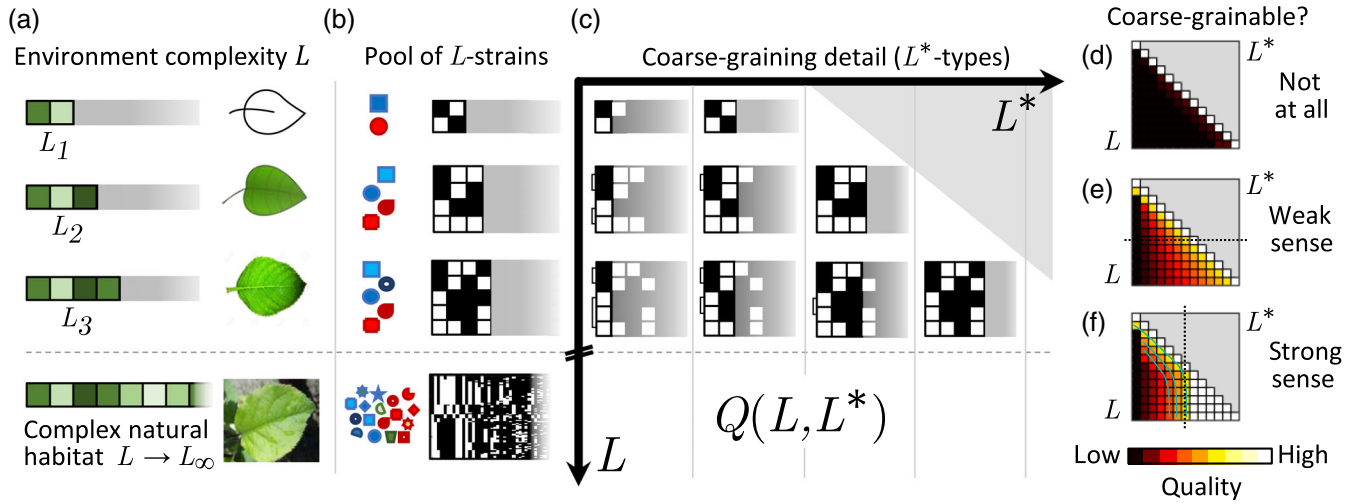 (a)
Environment complexity L
L1
L2
L3
Complex natural
habitat L → L∞
(b)
Pool of L-strains
(c)
Coarse-graining detail (L*-types)
L*
L
Q(L,L*)
Coarse-grainable?
(d)
L*
L
Not
at all
(e)
L*
L
Weak
sense
(f)
L*
L
Strong
sense
Low
High
Quality